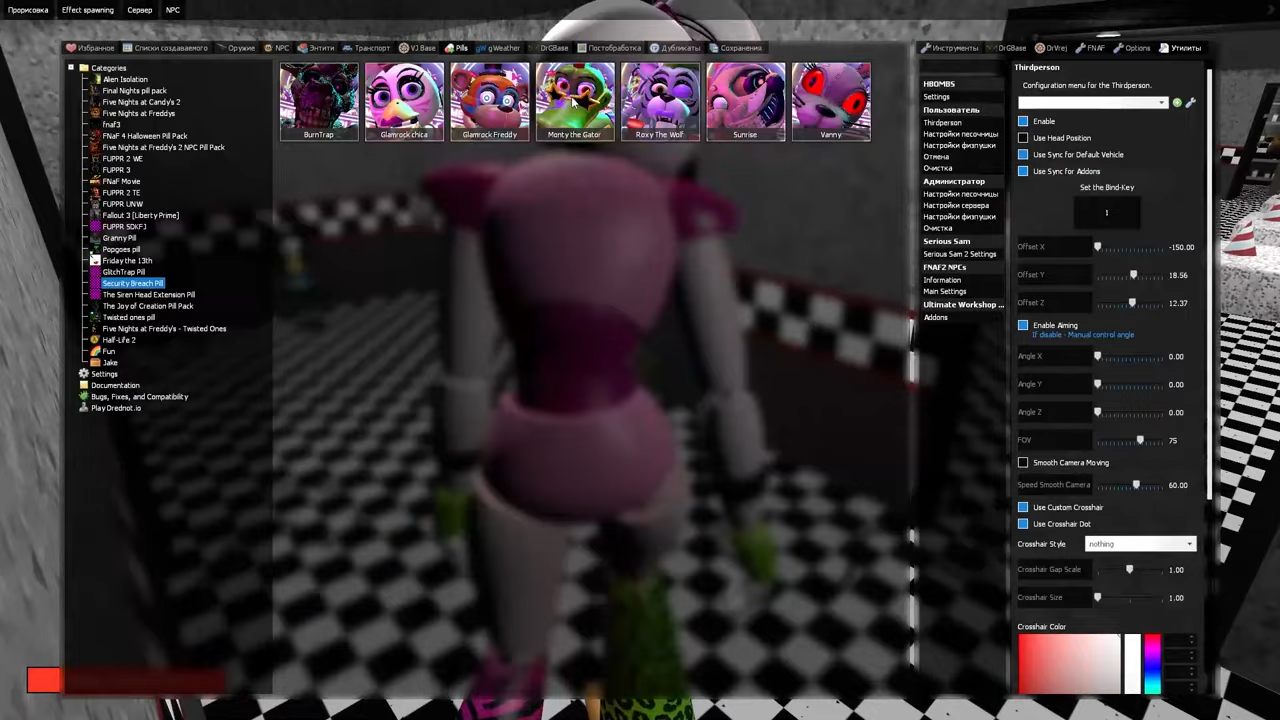 Прорисовка Effect spawning Сервер NPC
Избранное Списки создаваемого Оружие NPC Энтити Транспорт VJ Base Pills gWeather DrGBase Постобработка Дубликаты Сохранения
Инструменты DrGBase DrVrej FNAF Options Утилиты
Categories
Alien Isolation
Final Nights pill pack
Five Nights at Candy's 2
Five Nights at Freddys
fnaf3
FNaF 4 Halloween Pill Pack
Five Nights at Freddy's 2 NPC Pill Pack
FUPPR 2 WE
FUPPR 3
FNaF Movie
FUPPR 2 TE
FUPPR UNW
Fallout 3 [Liberty Prime]
FUPPR SDKFJ
Granny Pill
Popgoes pill
Friday the 13th
GlitchTrap Pill
Security Breach Pill
The Siren Head Extension Pill
The Joy of Creation Pill Pack
Twisted ones pill
Five Nights at Freddy's - Twisted Ones
Half-Life 2
Fun
Jake
Settings
Documentation
Bugs, Fixes, and Compatibility
Play Drednot.io
BurnTrap Glamrock chica Glamrock Freddy Monty the Gator Roxy The Wolf Sunrise Vanny
HBOMBS
Settings
Пользователь
Thirdperson
Настройки песочницы
Настройки физпушки
Отмена
Очистка
Администратор
Настройки песочницы
Настройки сервера
Настройки физпушки
Очистка
Serious Sam
Serious Sam 2 Settings
FNAF2 NPCs
Information
Main Settings
Ultimate Workshop ...
Addons
Thirdperson
Configuration menu for the Thirdperson.
Enable
Use Head Position
Use Sync for Default Vehicle
Use Sync for Addons
Set the Bind-Key
1
Offset X -150.00
Offset Y 18.56
Offset Z 12.37
Enable Aiming
If disable - Manual control angle
Angle X 0.00
Angle Y 0.00
Angle Z 0.00
FOV 75
Smooth Camera Moving
Speed Smooth Camera 60.00
Use Custom Crosshair
Use Crosshair Dot
Crosshair Style nothing
Crosshair Gap Scale 1.00
Crosshair Size 1.00
Crosshair Color